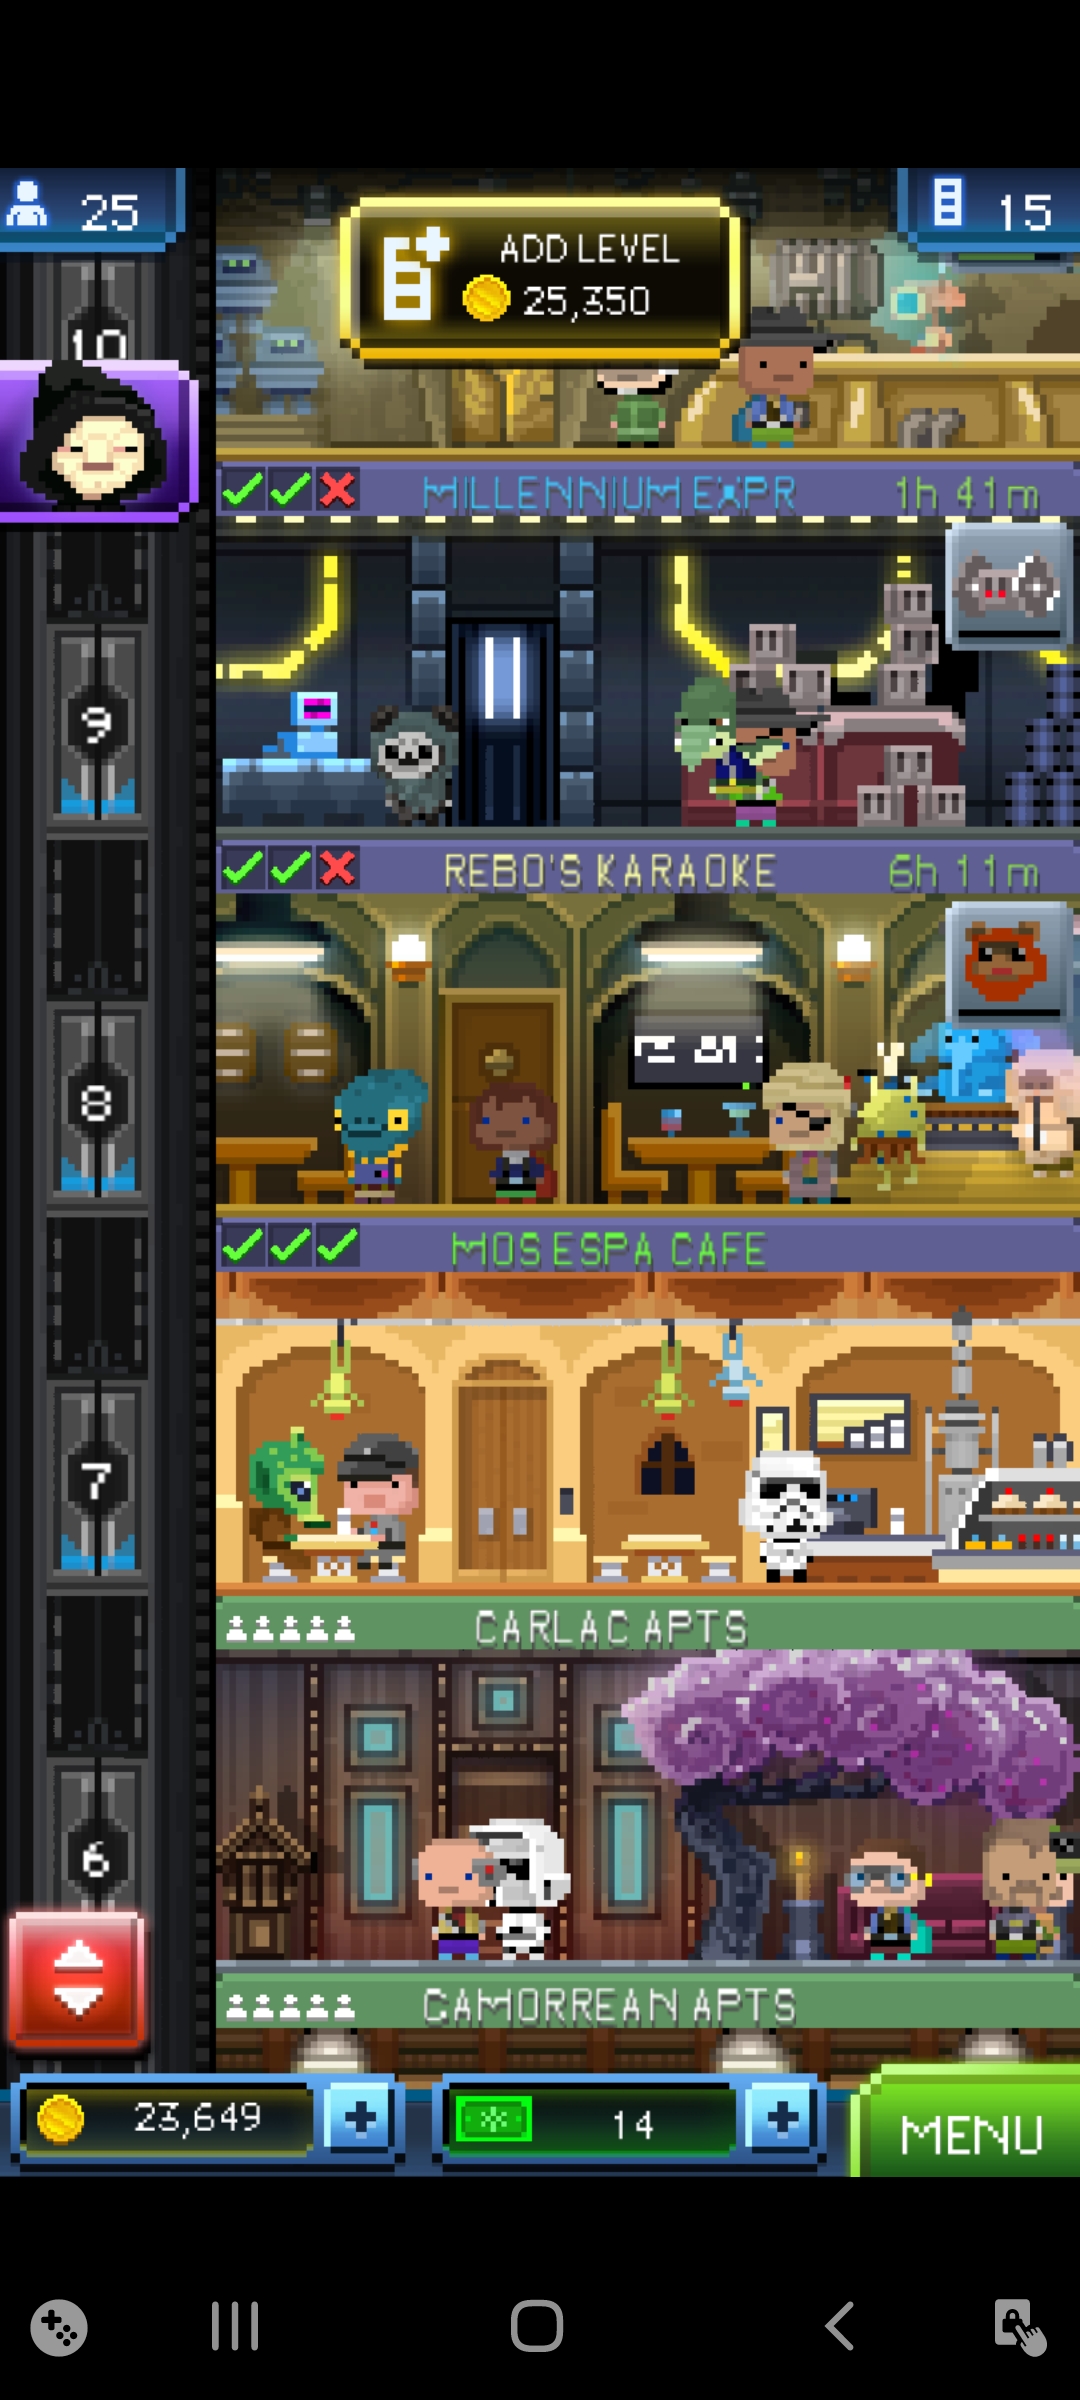 25
ADD LEVEL
25,350
15
10
MILLENNIUM EXPR
1h 41m
9
REBO'S KARAOKE
6h 11m
8
MOS ESPA CAFE
7
CARLAC APTS
6
GAMORREAN APTS
23,649
14
MENU